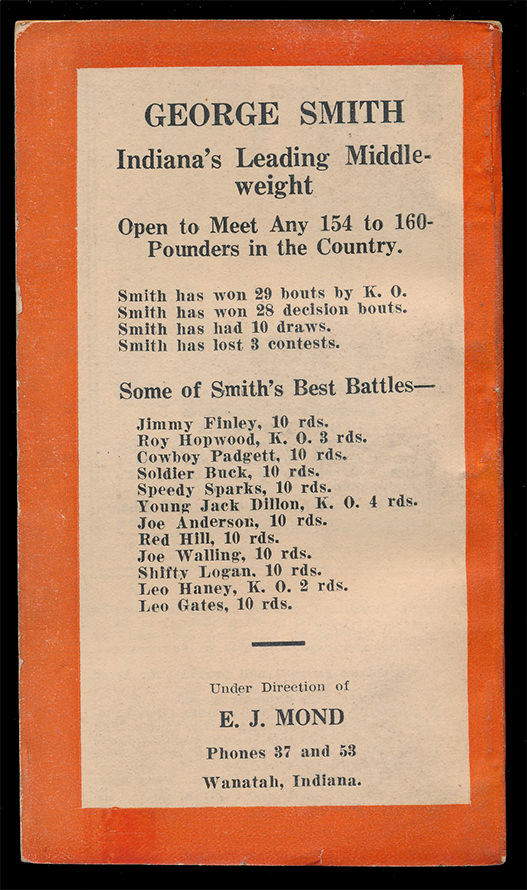 GEORGE SMITH
Indiana's Leading Middle-
weight
Open to Meet Any 154 to 160-
Pounders in the Country.
Smith has won 29 bouts by K. O.
Smith has won 28 decision bouts.
Smith has had 10 draws.
Smith has lost 3 contests.
Some of Smith's Best Battles—
Jimmy Finley, 10 rds.
Roy Hopwood, K. O. 3 rds.
Cowboy Padgett, 10 rds.
Soldier Buck, 10 rds.
Speedy Sparks, 10 rds.
Young Jack Dillon, K. O. 4 rds.
Joe Anderson, 10 rds.
Red Hill, 10 rds.
Joe Walling, 10 rds.
Shifty Logan, 10 rds.
Leo Haney, K. O. 2 rds.
Leo Gates, 10 rds.
Under Direction of
E. J. MOND
Phones 37 and 53
Wanatah, Indiana.